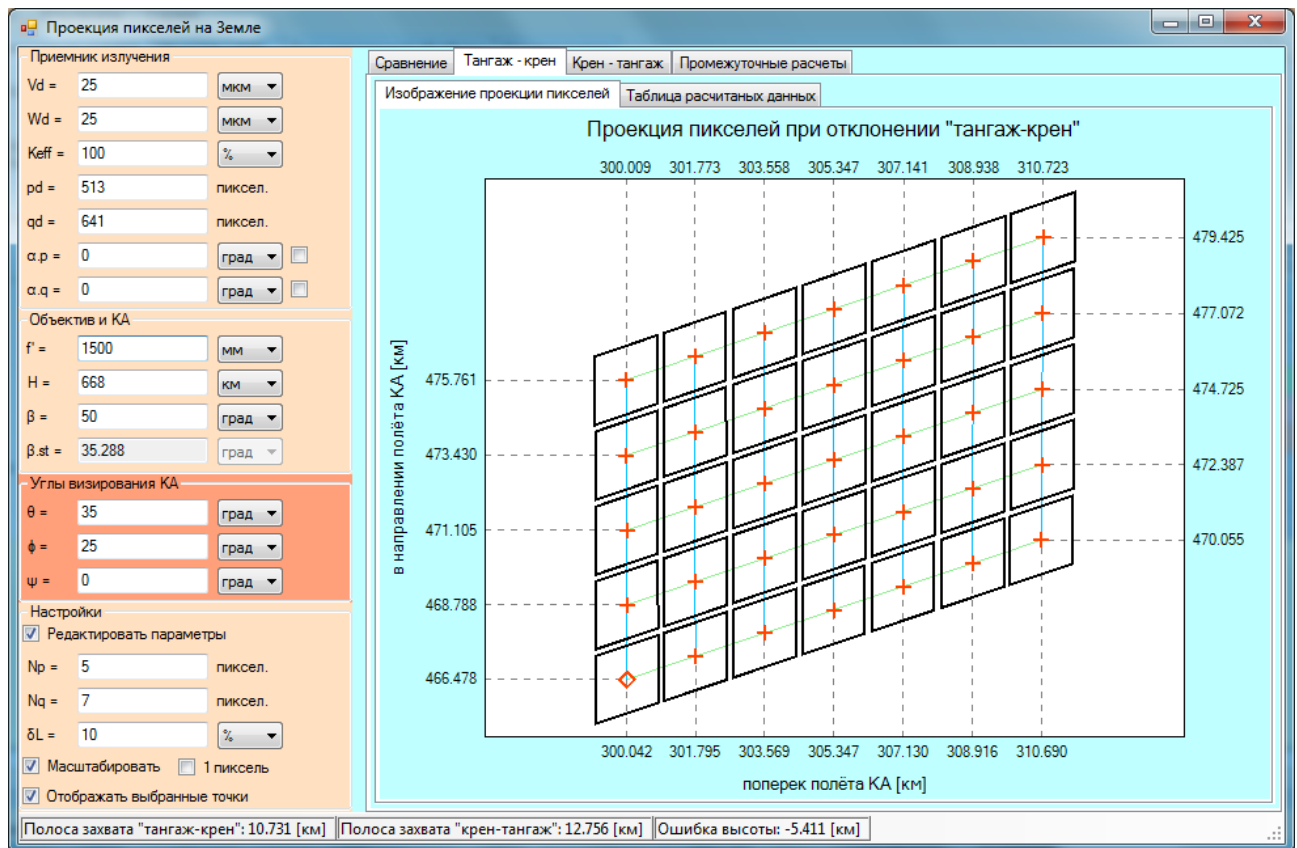 Проекция пикселей на Земле
Приемник излучения
Vd = 25 мкм
Wd = 25 мкм
Keff = 100 %
pd = 513 пиксел.
qd = 641 пиксел.
α.p = 0 град
α.q = 0 град
Объектив и КА
f' = 1500 мм
H = 668 км
β = 50 град
β.st = 35.288 град
Углы визирования КА
θ = 35 град
ϕ = 25 град
ψ = 0 град
Настройки
Редактировать параметры
Np = 5 пиксел.
Nq = 7 пиксел.
δL = 10 %
Масштабировать 1 пиксель
Отображать выбранные точки
Сравнение Тангаж - крен Крен - тангаж Промежуточные расчеты
Изображение проекции пикселей Таблица расчитаных данных
Проекция пикселей при отклонении "тангаж-крен"
300.009 301.773 303.558 305.347 307.141 308.938 310.723
479.425
477.072
474.725
472.387
470.055
в направлении полёта КА [км]
475.761
473.430
471.105
468.788
466.478
300.042 301.795 303.569 305.347 307.130 308.916 310.690
поперек полёта КА [км]
Полоса захвата "тангаж-крен": 10.731 [км] Полоса захвата "крен-тангаж": 12.756 [км] Ошибка высоты: -5.411 [км]